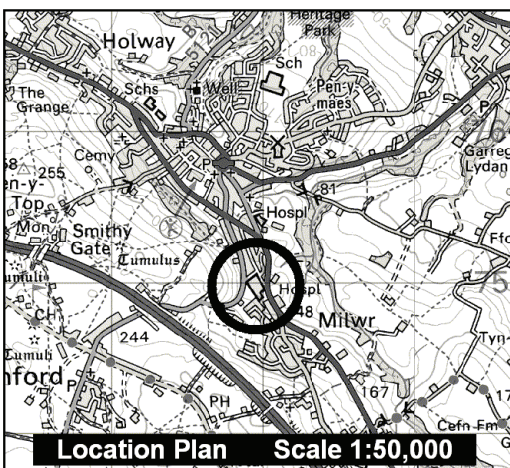 Heritage
Park
Holway
Sch
Schs
Well
Pen-y-
maes
The
Grange
P
Cemy
P
Garreg
Lydan
255
81
en-y-
Top
Mon
Hospl
Smithy
Gate
Ffo
Tumulus
75
Hospl
umuli
48
Milwr
CH
244
Tyn
Tumuli
nford
P
167
17
PH
Cefn Fm
Location Plan Scale 1:50,000